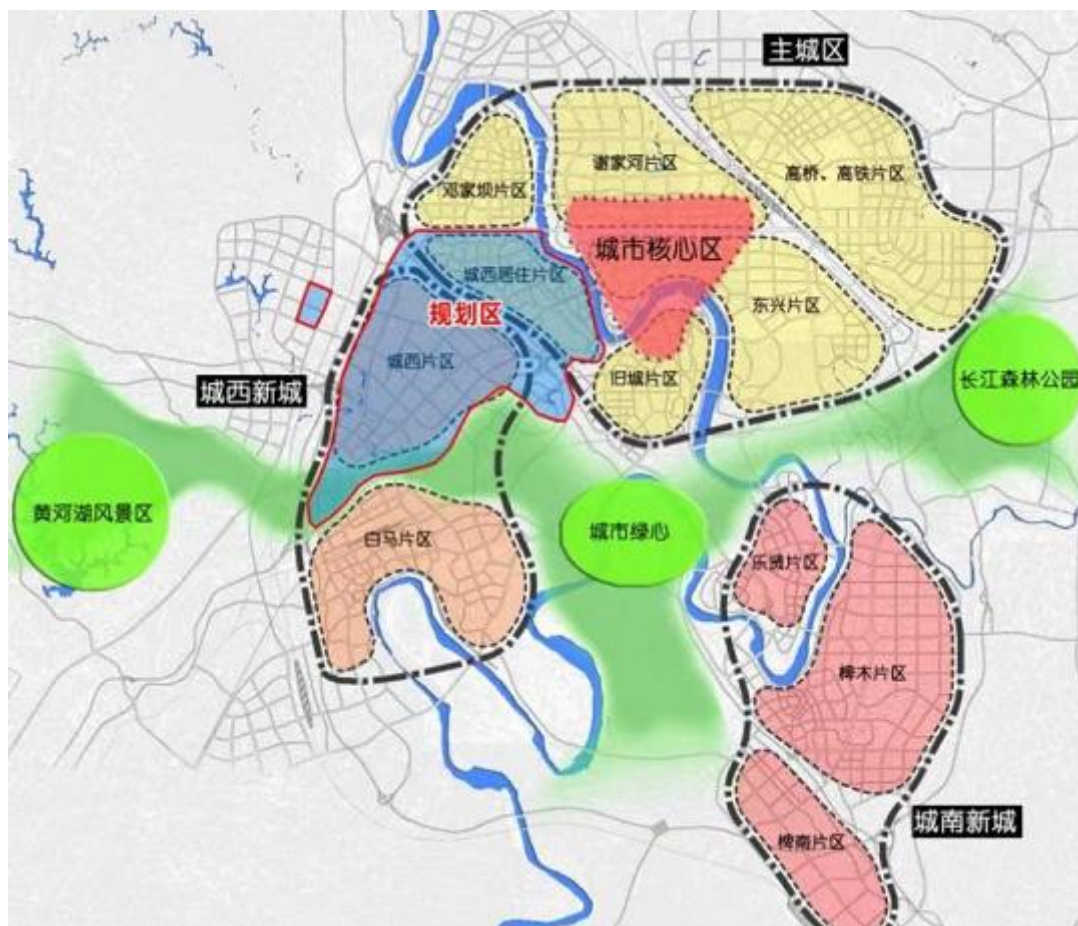 主城区
谢家河片区
高桥、高铁片区
邓家坝片区
城市核心区
城西居住片区
规划区
东兴片区
城西片区
旧城片区
长江森林公园
城西新城
黄河湖风景区
城市绿心
白马片区
乐贤片区
椑木片区
城南新城
椑南片区